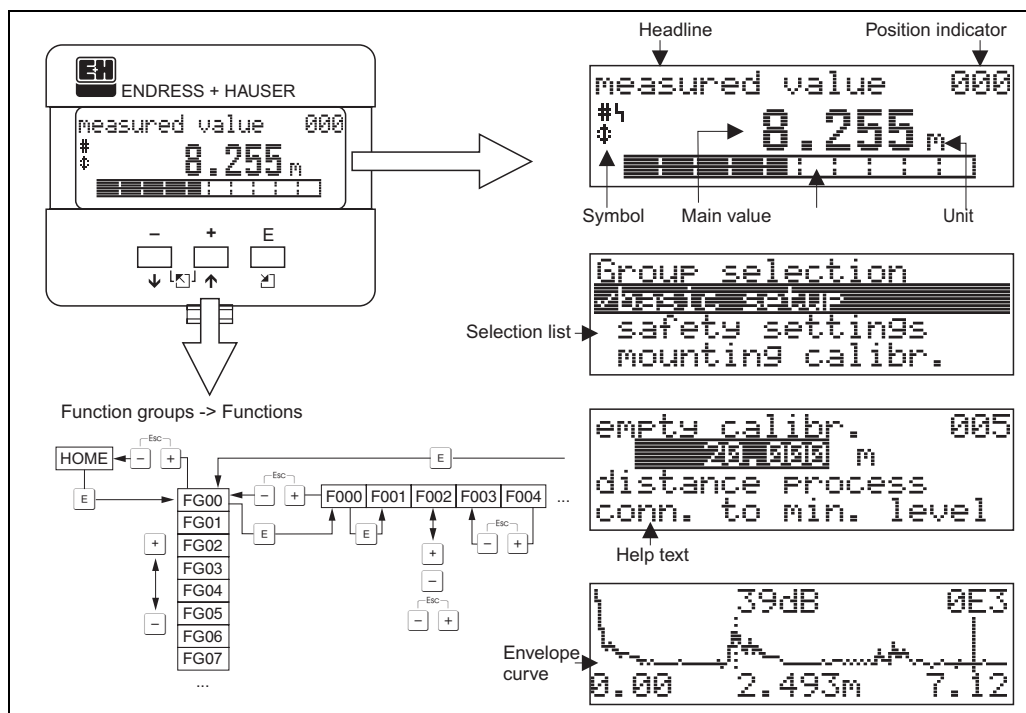 Headline
Position indicator
E+H
ENDRESS + HAUSER
measured value 000
8.255 m
- + E
measured value 000
8.255 m
Symbol
Main value
Unit
Group selection
basic setup
safety settings
mounting calibr.
Selection list
Function groups -> Functions
empty calibr. 005
20.000 m
distance process
conn. to min. level
Help text
HOME
Esc
– +
E
E
FG00
FG01
FG02
FG03
FG04
FG05
FG06
FG07
...
+
–
Esc
– +
E
F000 F001 F002 F003 F004 ...
E
+
–
Esc
– +
Esc
– +
39dB 0E3
Envelope
curve
0.00 2.493m 7.12